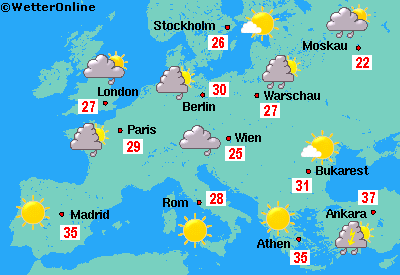 ©WetterOnline
Stockholm
26
Moskau
22
London
27
30
Berlin
Warschau
27
Paris
29
Wien
25
Bukarest
31
Rom
28
Madrid
35
37
Ankara
Athen
35